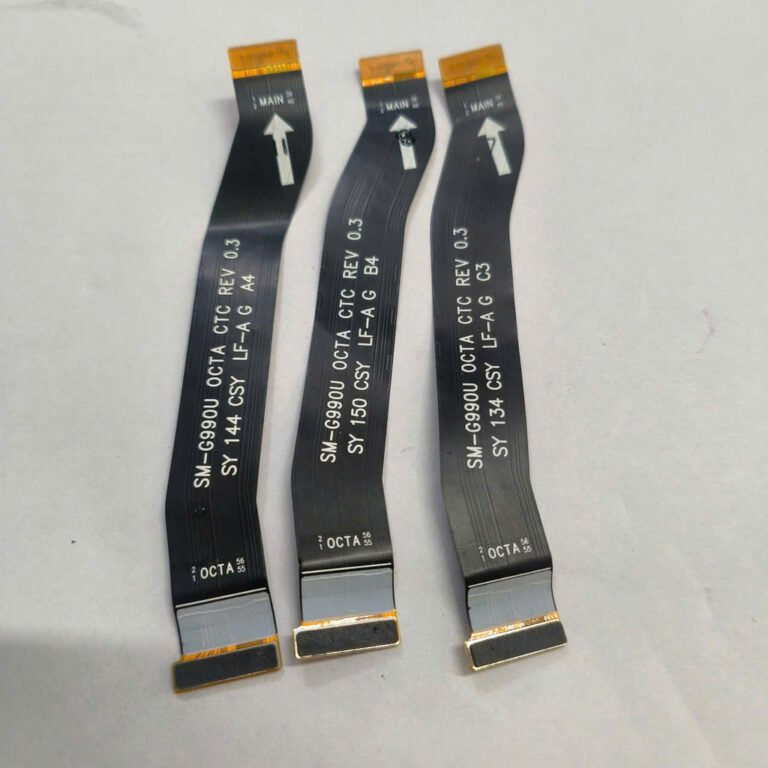 MAIN
SM-G990U OCTA CTC REV 0.3
SY 144 CSY LF-A G A4
2
1 OCTA 56
55
MAIN
SM-G990U OCTA CTC REV 0.3
SY 150 CSY LF-A G B4
2
1 OCTA 56
55
MAIN
SM-G990U OCTA CTC REV 0.3
SY 134 CSY LF-A G C3
2
1 OCTA 56
55